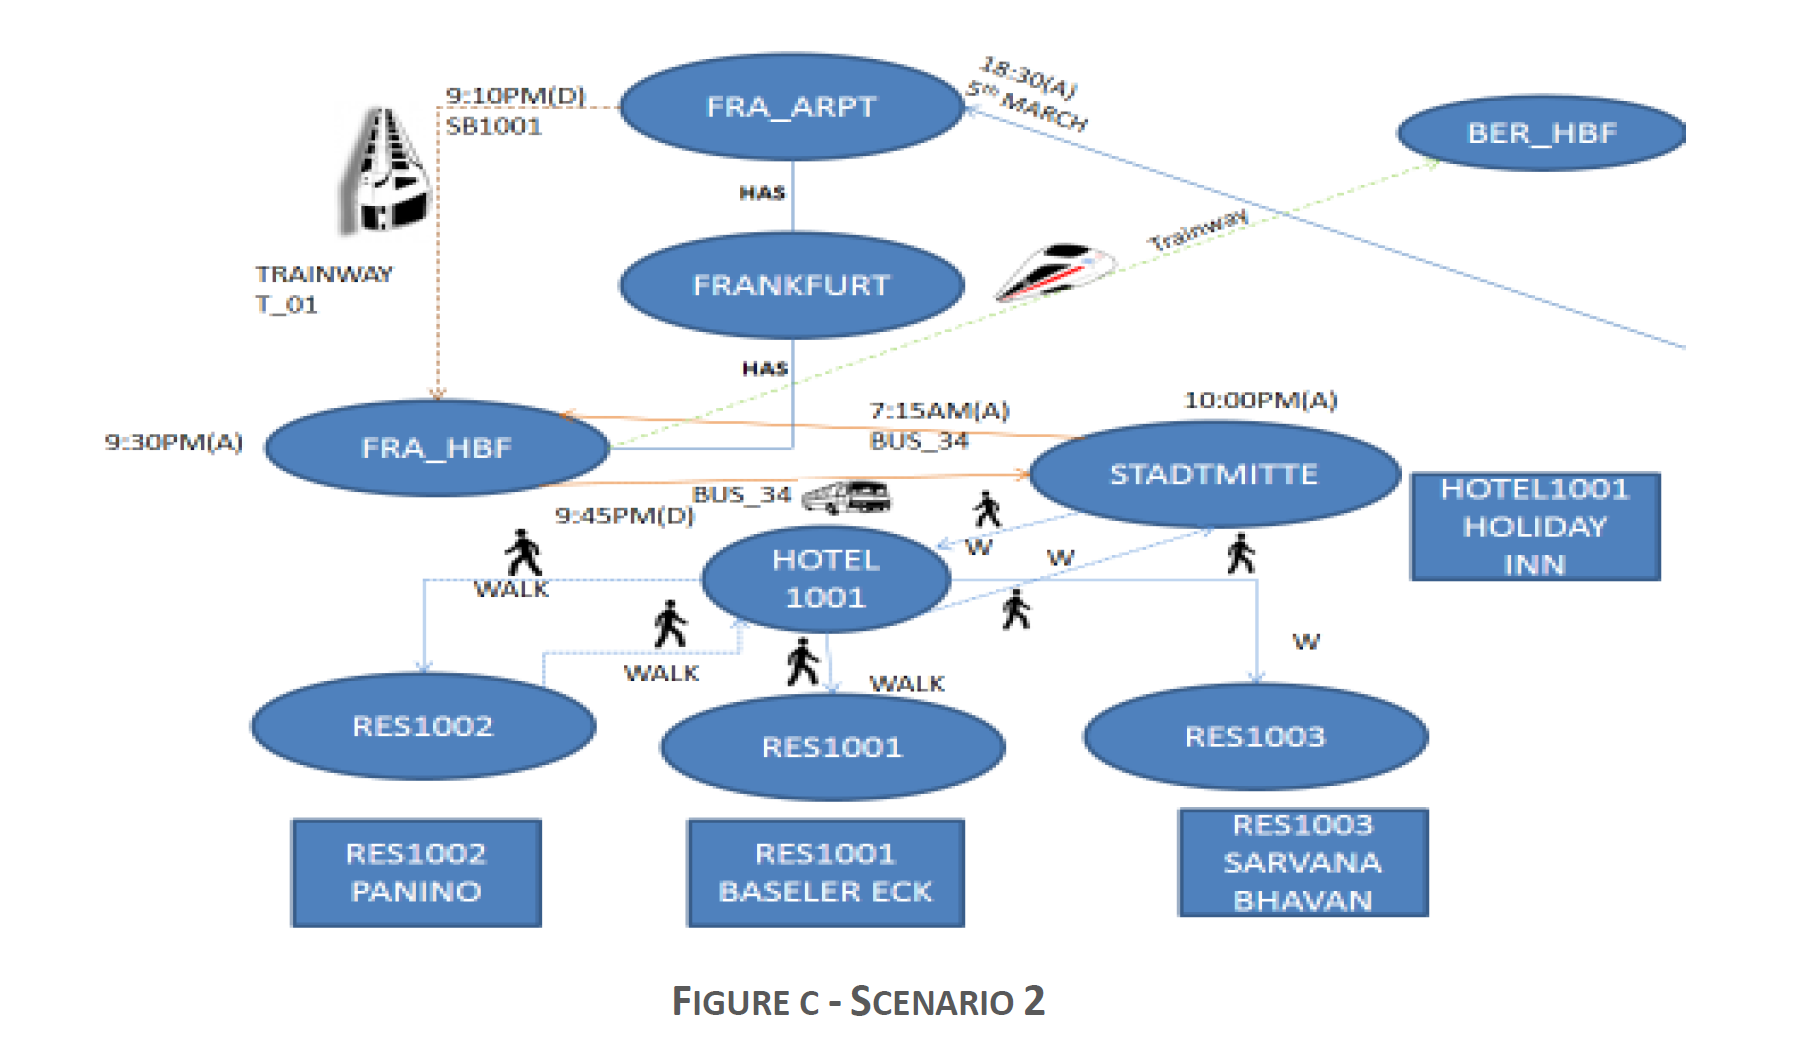 18:30(A)
5th MARCH
9:10PM(D)
SB1001
FRA_ARPT
BER_HBF
HAS
Trainway
TRAINWAY
T_01
FRANKFURT
HAS
7:15AM(A)
BUS_34
10:00PM(A)
9:30PM(A)
FRA_HBF
STADTMITTE
BUS_34
9:45PM(D)
HOTEL1001
HOLIDAY
INN
W
W
HOTEL
1001
WALK
W
WALK
WALK
RES1002
RES1001
RES1003
RES1002
PANINO
RES1001
BASELER ECK
RES1003
SARVANA
BHAVAN
FIGURE C - SCENARIO 2